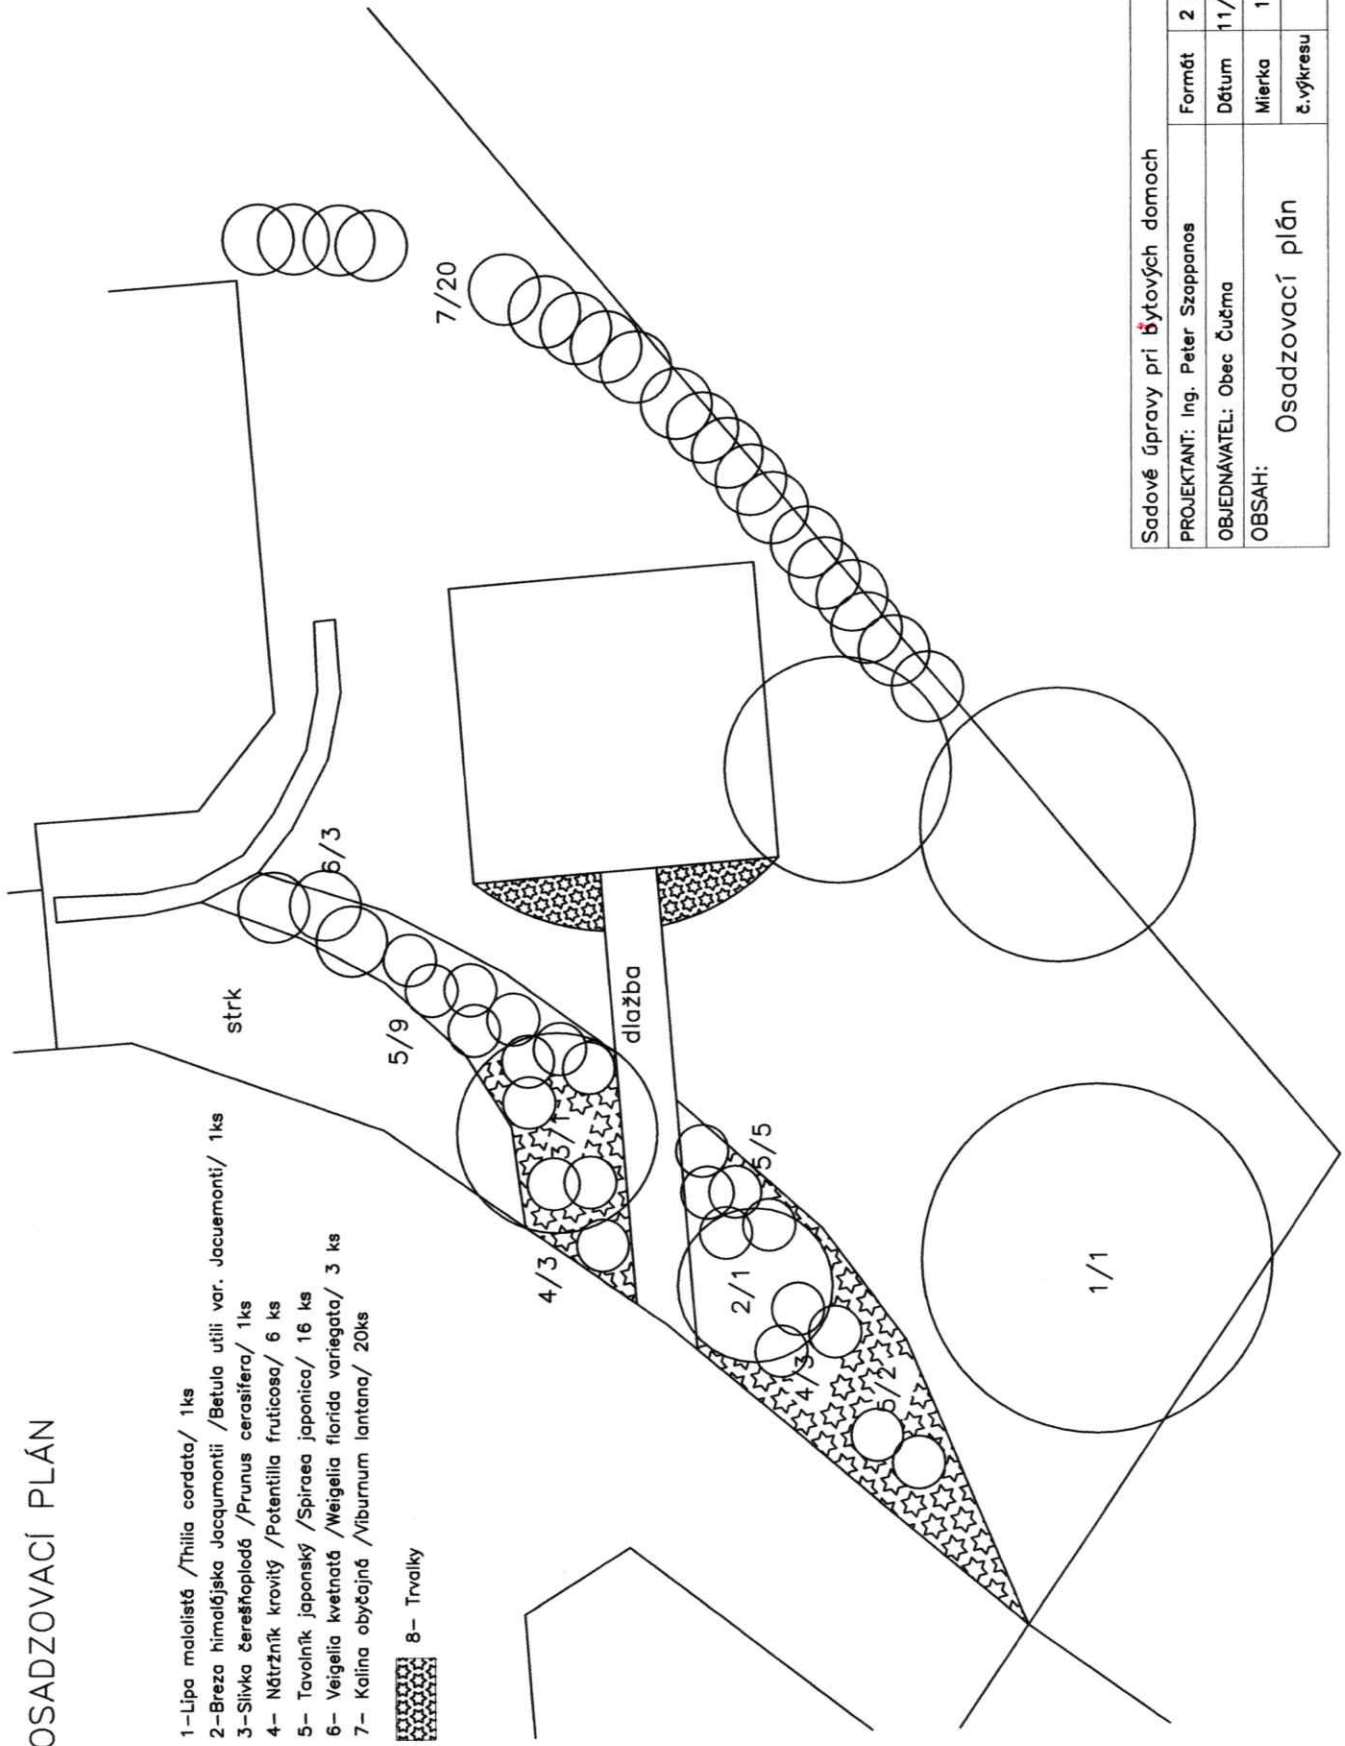 OSADZOVACÍ PLÁN
1-Lipa malolistá /Thilia cordata/ 1ks
2-Breza himalájska Jacqumontii /Betula utili var. Jacuemonti/ 1ks
3-Slivka čerešňoplodá /Prunus cerasifera/ 1ks
4- Nátržník krovitý /Potentilla fruticosa/ 6 ks
5- Tavolník japonský /Spiraea japonica/ 16 ks
6- Veigelia kvetnatá /Weigelia florida variegata/ 3 ks
7- Kalina obyčajná /Viburnum lantana/ 20ks
8- Trvalky
strk
6/3
5/9
7/20
3/1
4/3
dlažba
5/5
2/1
4/3
5/2
1/1
Sadové úpravy pri bytových domoch
PROJEKTANT: Ing. Peter Szappanos
Formát 2
OBJEDNÁVATEL: Obec Čučma
Dátum 11/
OBSAH:
Osadzovací plán
Mierka 1
č.výkresu